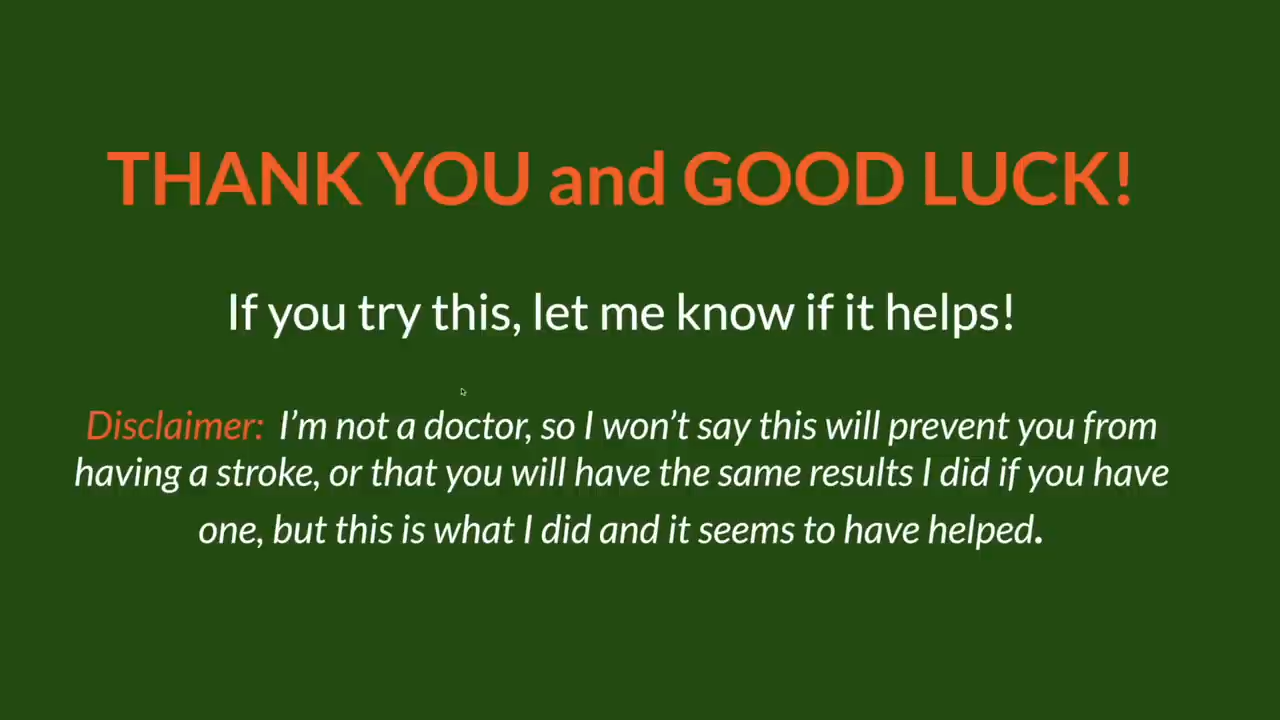 THANK YOU and GOOD LUCK!
If you try this, let me know if it helps!
Disclaimer: I’m not a doctor, so I won’t say this will prevent you from
having a stroke, or that you will have the same results I did if you have
one, but this is what I did and it seems to have helped.